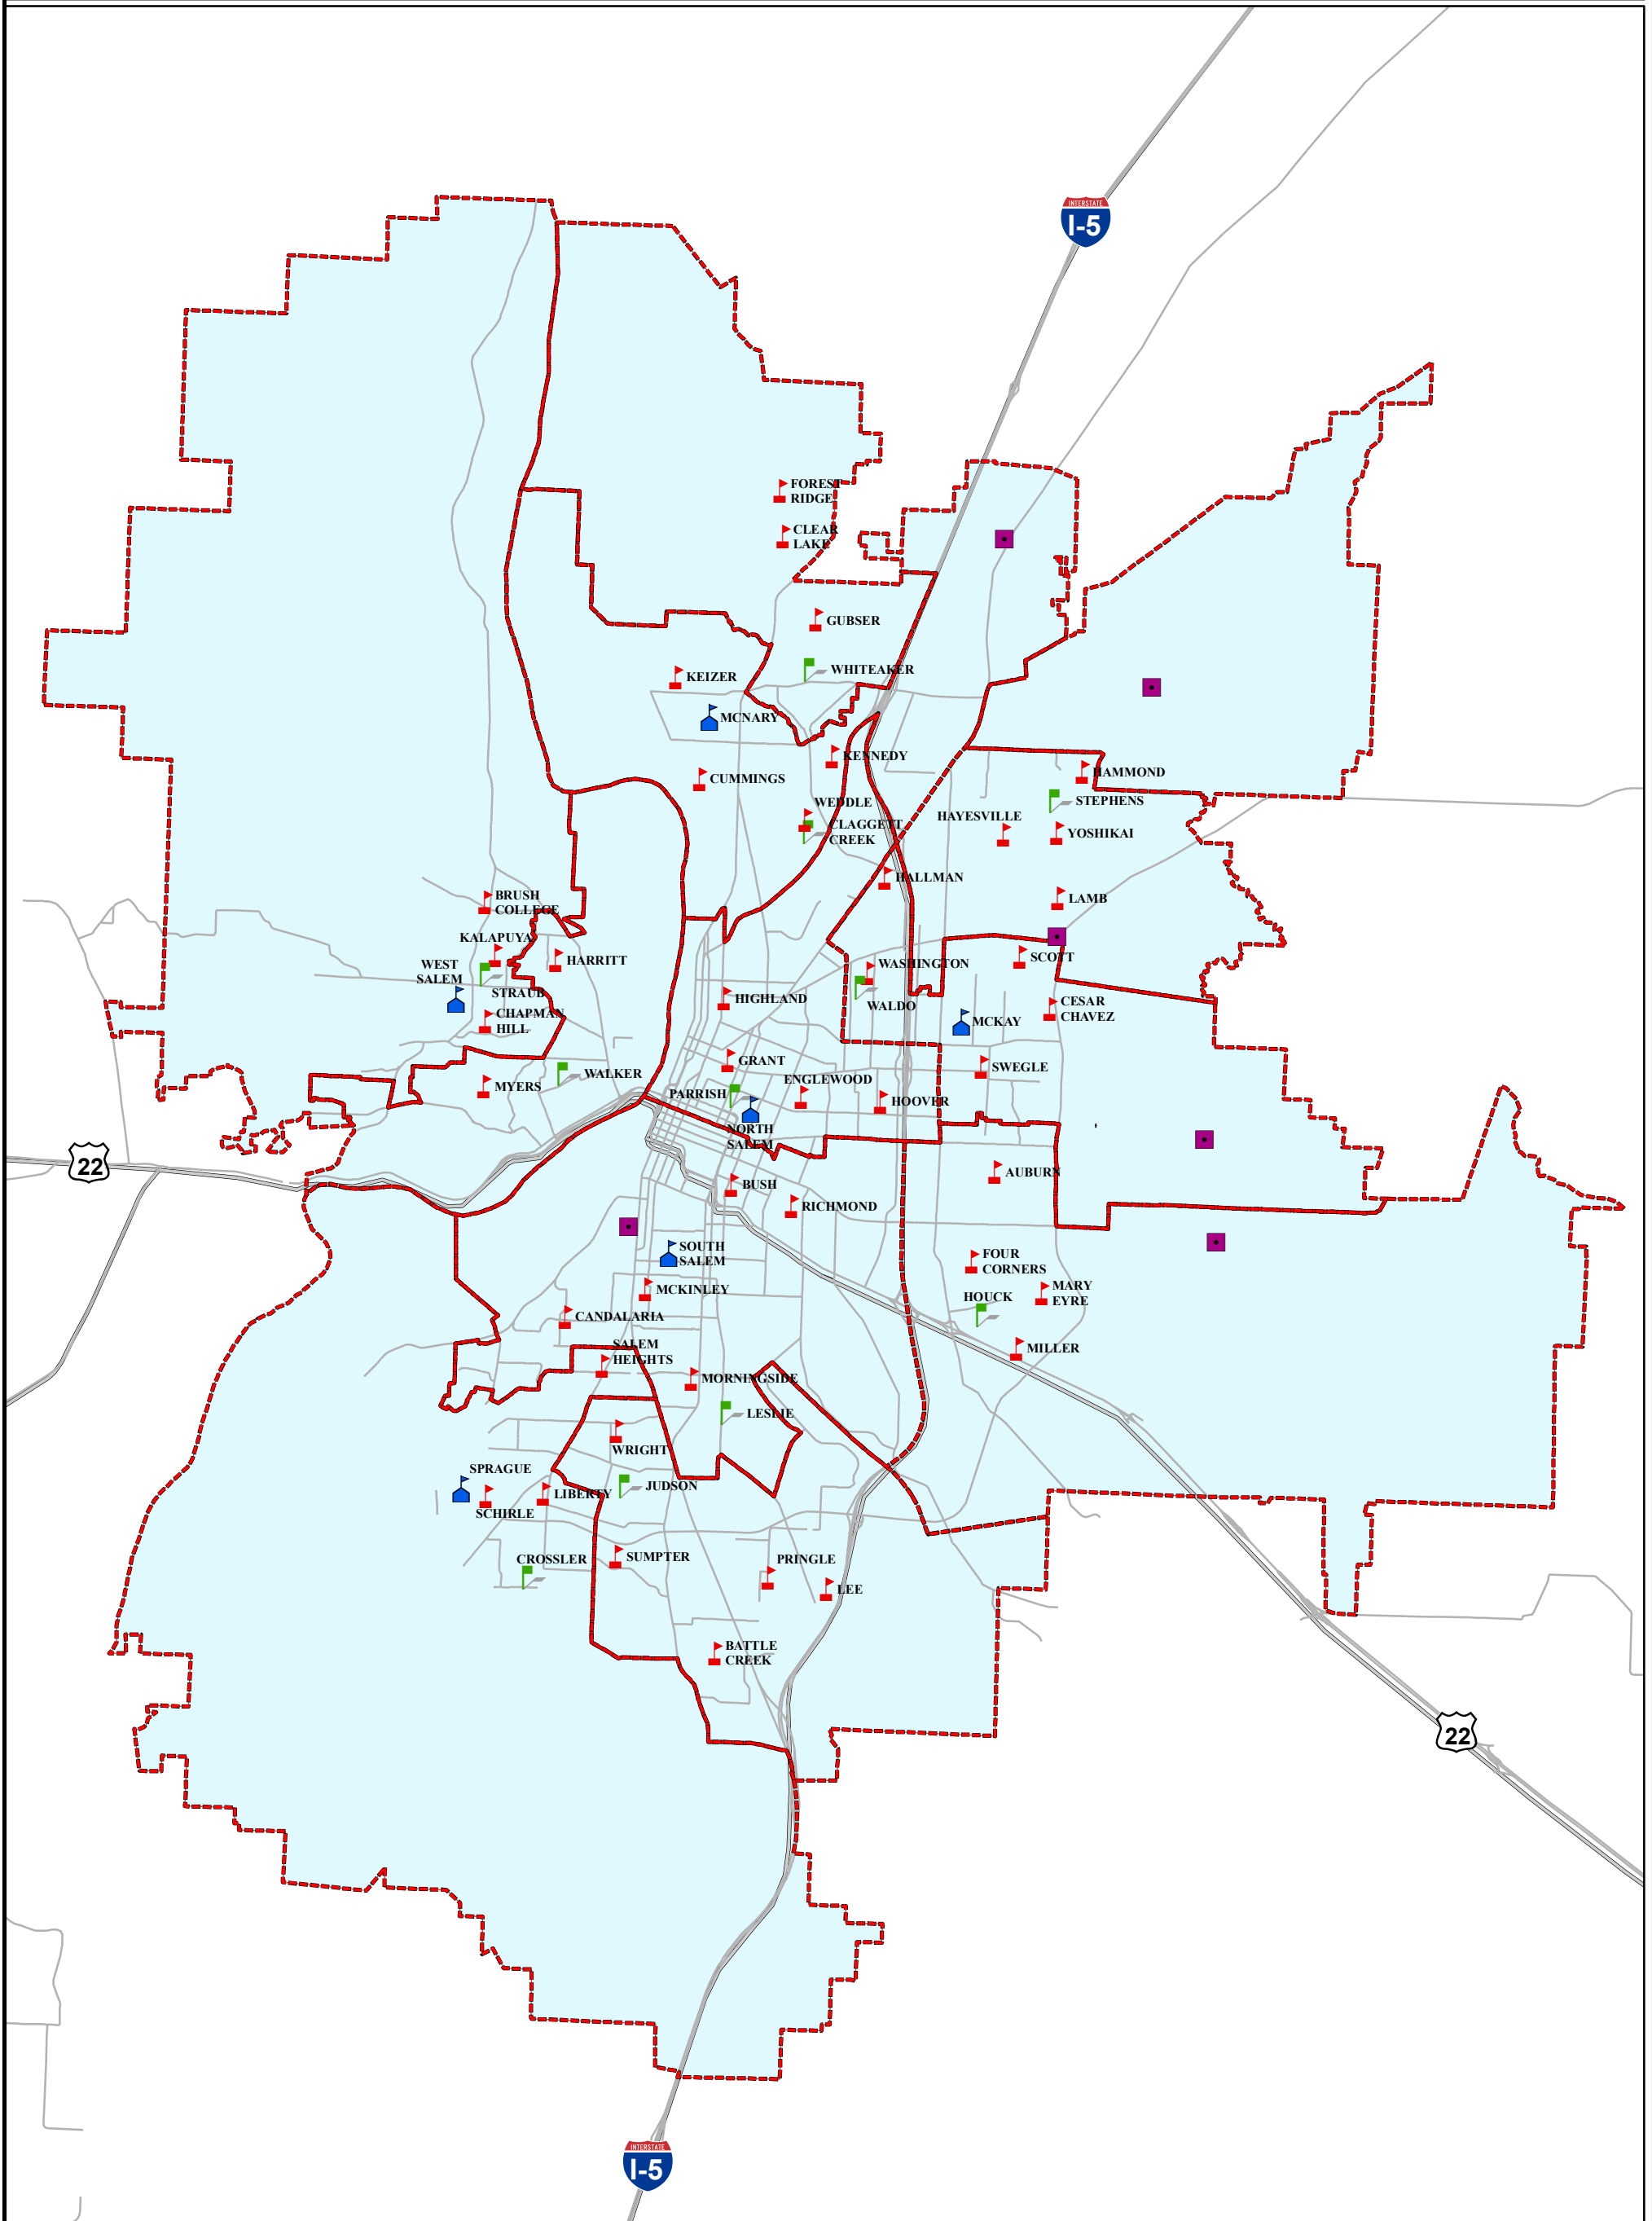 INTERSTATE
I-5
FOREST
RIDGE
CLEAR
LAKE
GUBSER
WHITEAKER
KEIZER
MCNARY
KENNEDY
CUMMINGS
HAMMOND
STEPHENS
WEDDLE
CLAGGETT
CREEK
HAYESVILLE
YOSHIKAI
HALLMAN
LAMB
BRUSH
COLLEGE
KALAPUYA
HARRITT
WEST
SALEM
STRAUB
CHAPMAN
HILL
WASHINGTON
WALDO
SCOTT
HIGHLAND
CESAR
CHAVEZ
MCKAY
GRANT
SWEGLE
MYERS
WALKER
ENGLEWOOD
PARRISH
HOOVER
NORTH
SALEM
22
AUBURN
BUSH
RICHMOND
SOUTH
SALEM
FOUR
CORNERS
MARY
EYRE
MCKINLEY
HOUCK
CANDALARIA
SALEM
HEIGHTS
MILLER
MORNINGSIDE
LESLIE
WRIGHT
SPRAGUE
SCHIRLE
LIBERTY
JUDSON
CROSSLER
SUMPTER
PRINGLE
LEE
BATTLE
CREEK
22
INTERSTATE
I-5